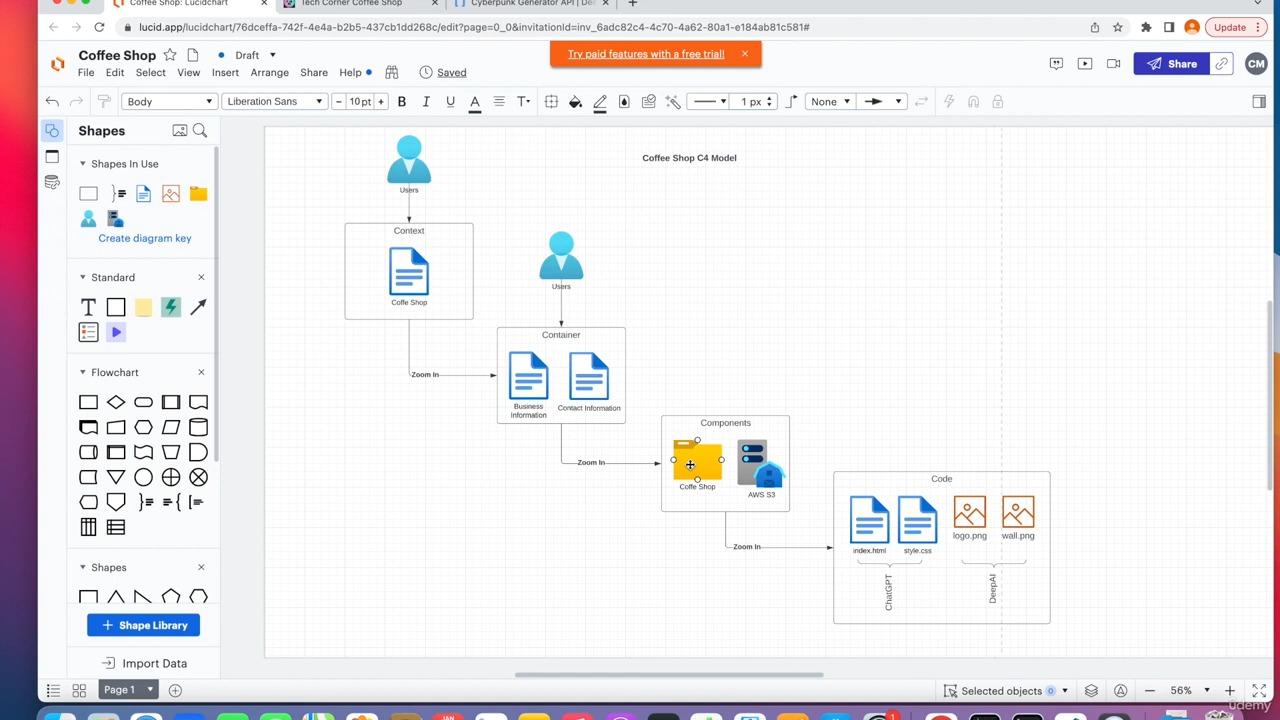 Coffee Shop: Lucidchart
Tech Corner Coffee Shop
Cyberpunk Generator API | Dee
lucid.app/lucidchart/76dceffa-742f-4e4a-b2b5-437cb1dd268c/edit?page=0_0&invitationId=inv_6adc82c4-4c70-4a62-80a1-e184ab81c581#
Update
Coffee Shop
Draft
Try paid features with a free trial!
File Edit Select View Insert Arrange Share Help
Saved
Share
CM
Body
Liberation Sans
10 pt
B I U A T
1 px
None
Shapes
Shapes In Use
Create diagram key
Standard
T
Flowchart
Shapes
Shape Library
Import Data
Coffee Shop C4 Model
Users
Context
Coffe Shop
Users
Container
Zoom In
Business
Information
Contact Information
Components
Zoom In
Coffe Shop
AWS S3
Code
index.html
style.css
logo.png
wall.png
Zoom In
ChatGPT
DeepAI
Page 1
Selected objects 0
56%
udemy